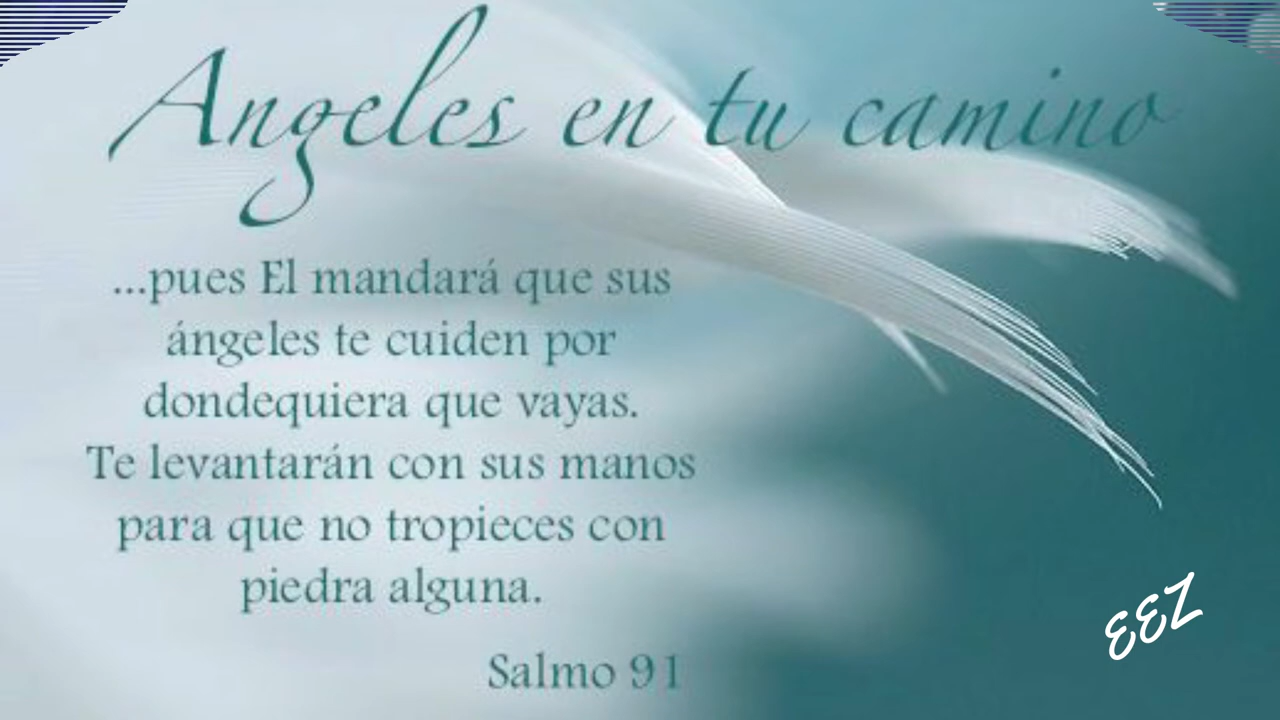 Angeles en tu camino
...pues El mandará que sus
ángeles te cuiden por
dondequiera que vayas.
Te levantarán con sus manos
para que no tropieces con
piedra alguna.
Salmo 91
EEZ